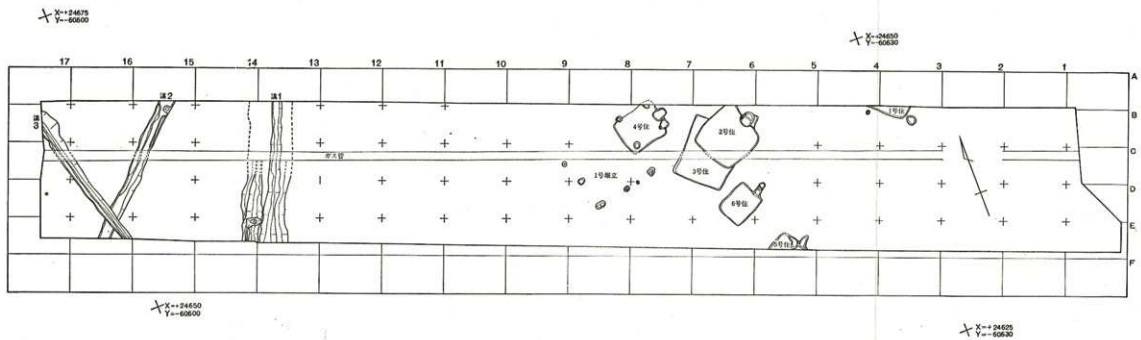 X=+24675
Y=-60600
X=+24650
Y=-60630
17 16 15 14 13 12 11 10 9 8 7 6 5 4 3 2 1
A
溝2
溝1
1号住
B
溝3
4号住
2号住
C
ガス管
3号住
1号堀立
D
6号住
E
5号住
F
X=+24650
Y=-60600
X=+24625
Y=-60630